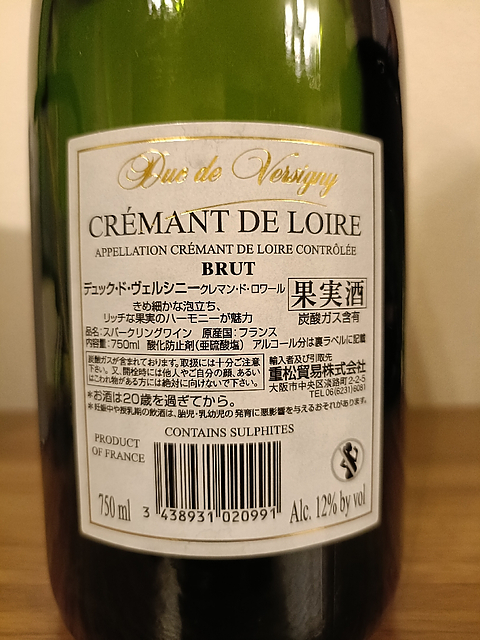 Duc de Versigny
CRÉMANT DE LOIRE
APPELLATION CRÉMANT DE LOIRE CONTRÔLÉE
BRUT
デュック・ド・ヴェルシニー クレマン・ド・ロワール
きめ細かな泡立ち、
リッチな果実のハーモニーが魅力
果実酒
炭酸ガス含有
品名:スパークリングワイン 原産国:フランス
内容量:750ml 酸化防止剤(亜硫酸塩) アルコール分は裏ラベルに記載
炭酸ガスが含まれております。取扱には十分ご注意
下さい。又、開栓時には他人やご自分の顔、あるい
はこわれ物がある方には絶対に向けないで下さい。
輸入者及び引取先
重松貿易株式会社
大阪市中央区淡路町2-2-5
TEL06(6231)6081
*お酒は20歳を過ぎてから。
*妊娠中や授乳期の飲酒は、胎児・乳幼児の発育に悪影響を与えるおそれがあります。
CONTAINS SULPHITES
PRODUCT
OF FRANCE
750 ml
3 438931 020991
Alc. 12% by vol